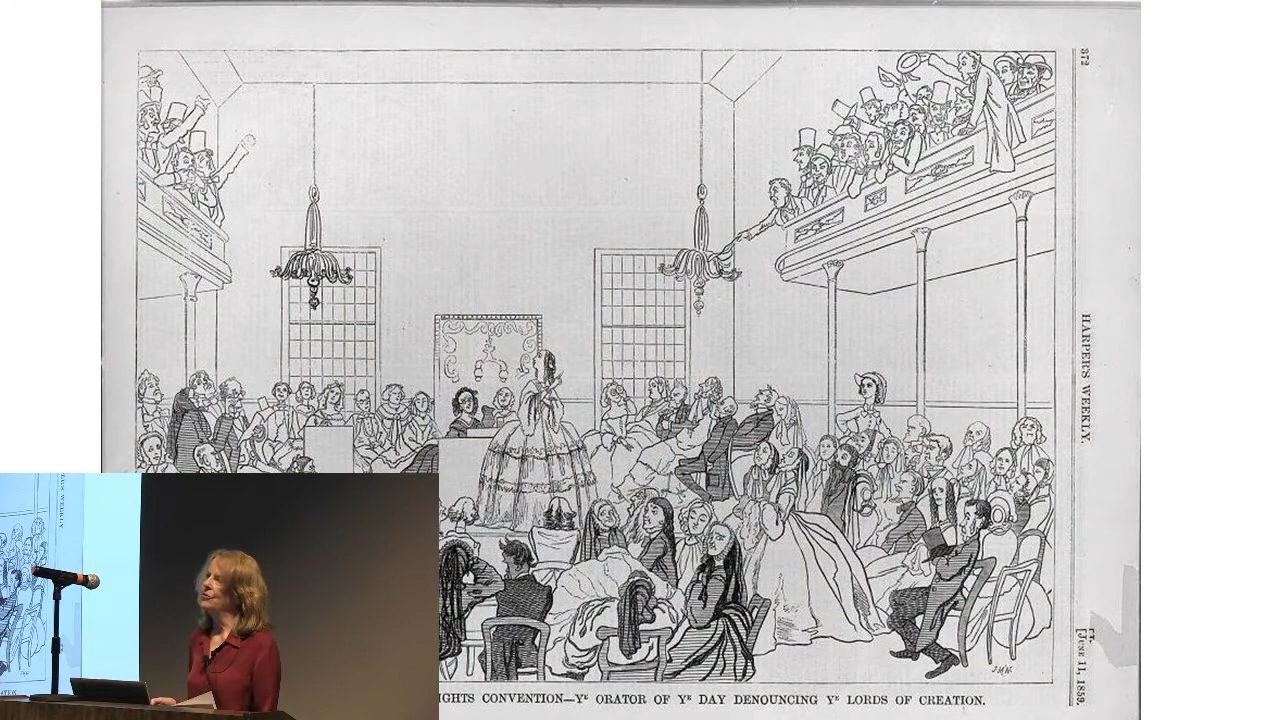 372
HARPER'S WEEKLY.
[JUNE 11, 1859.
IGHTS CONVENTION—Yᴱ ORATOR OF Yᴱ DAY DENOUNCING Yᴱ LORDS OF CREATION.